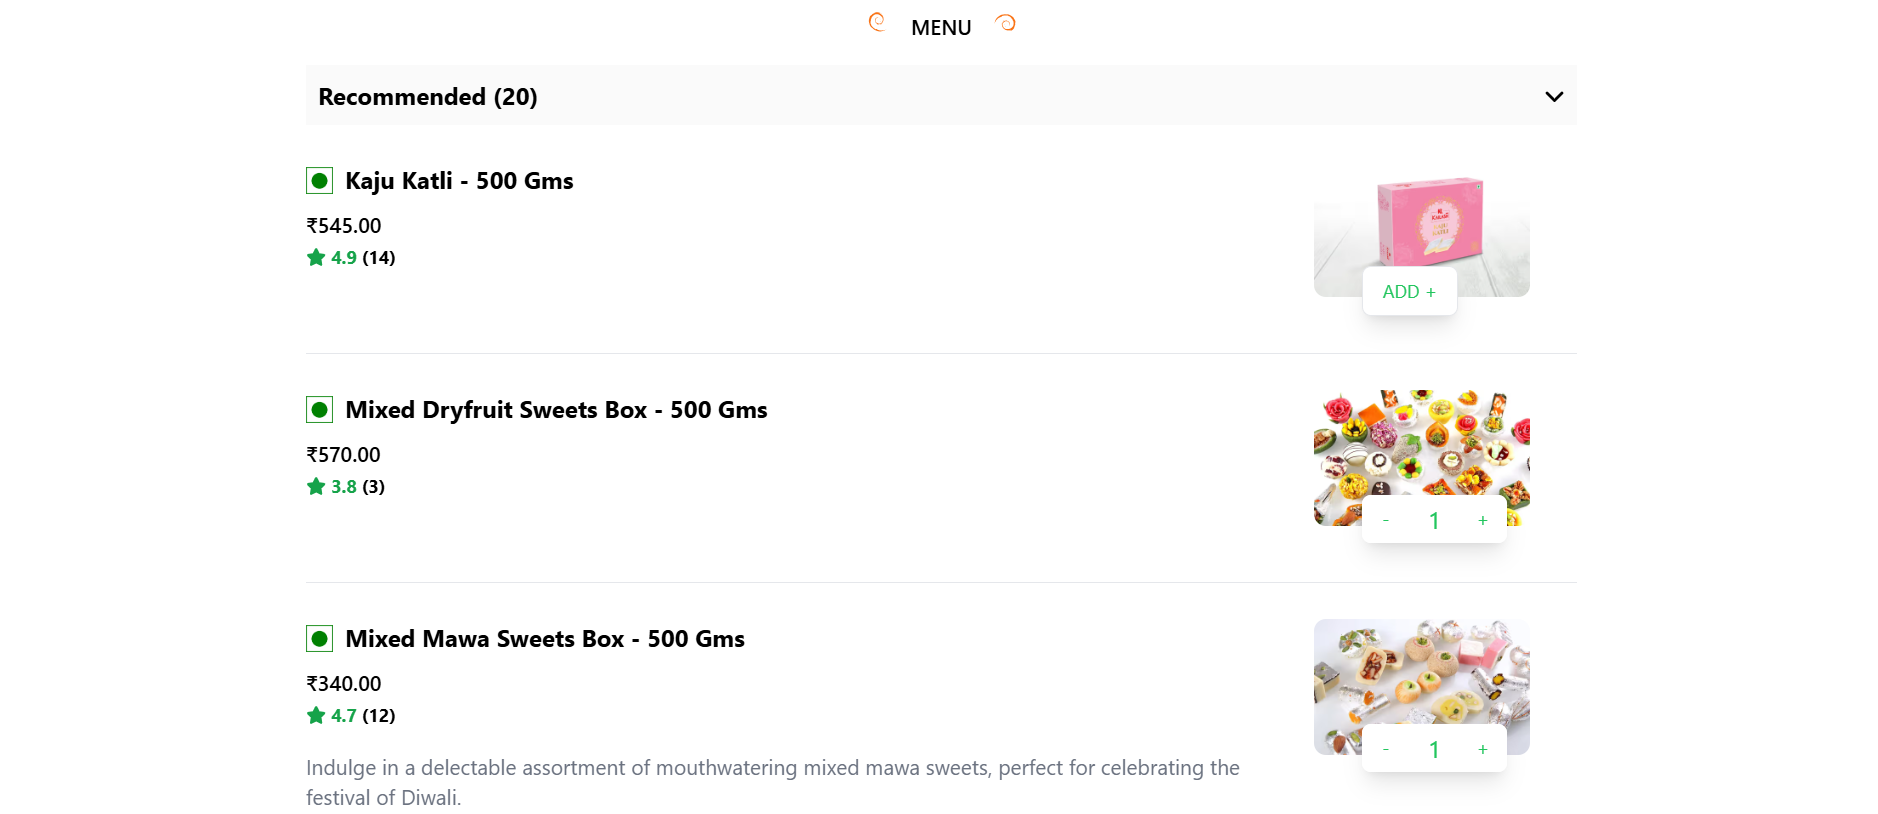 MENU
Recommended (20)
Kaju Katli - 500 Gms
₹545.00
4.9 (14)
KAJU
KATLI
ADD +
Mixed Dryfruit Sweets Box - 500 Gms
₹570.00
3.8 (3)
- 1 +
Mixed Mawa Sweets Box - 500 Gms
₹340.00
4.7 (12)
- 1 +
Indulge in a delectable assortment of mouthwatering mixed mawa sweets, perfect for celebrating the
festival of Diwali.